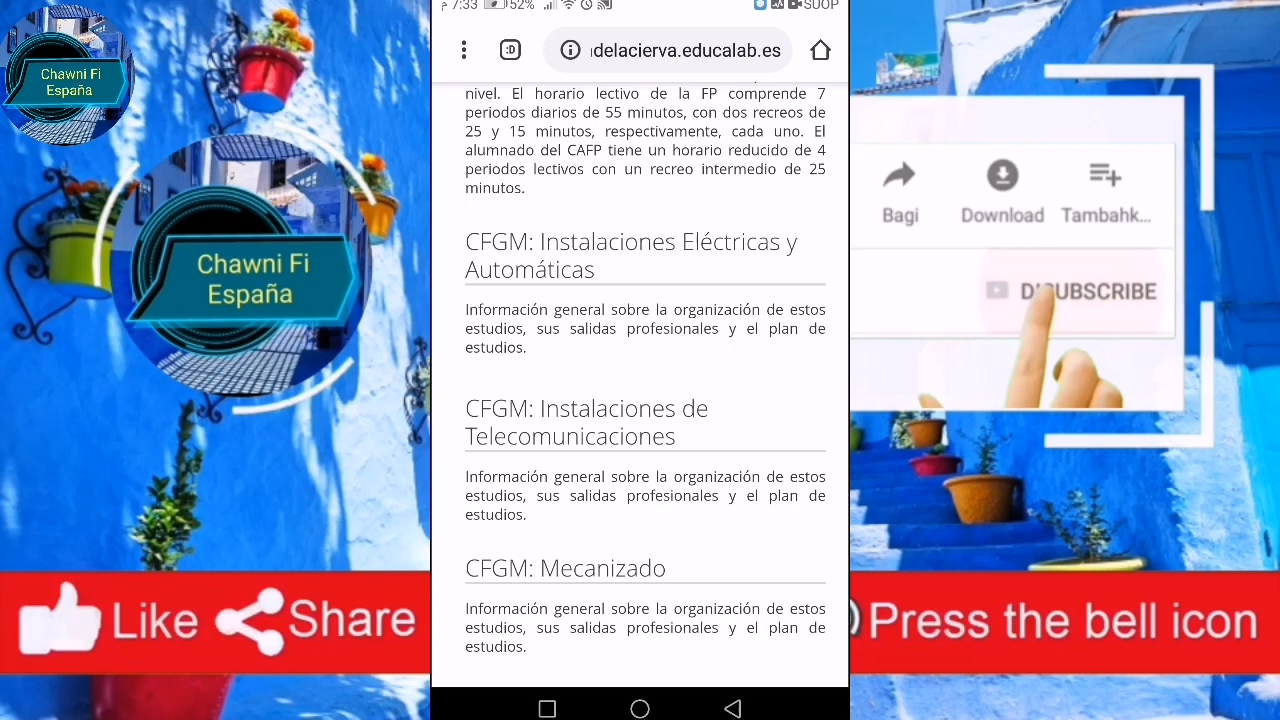 Chawni Fi
España
Chawni Fi
España
م 7:33 52% SUOP
delacierva.educalab.es
nivel. El horario lectivo de la FP comprende 7
periodos diarios de 55 minutos, con dos recreos de
25 y 15 minutos, respectivamente, cada uno. El
alumnado del CAFP tiene un horario reducido de 4
periodos lectivos con un recreo intermedio de 25
minutos.
CFGM: Instalaciones Eléctricas y
Automáticas
Información general sobre la organización de estos
estudios, sus salidas profesionales y el plan de
estudios.
CFGM: Instalaciones de
Telecomunicaciones
Información general sobre la organización de estos
estudios, sus salidas profesionales y el plan de
estudios.
CFGM: Mecanizado
Información general sobre la organización de estos
estudios, sus salidas profesionales y el plan de
estudios.
Bagi Download Tambahk...
Like Share
Press the bell icon